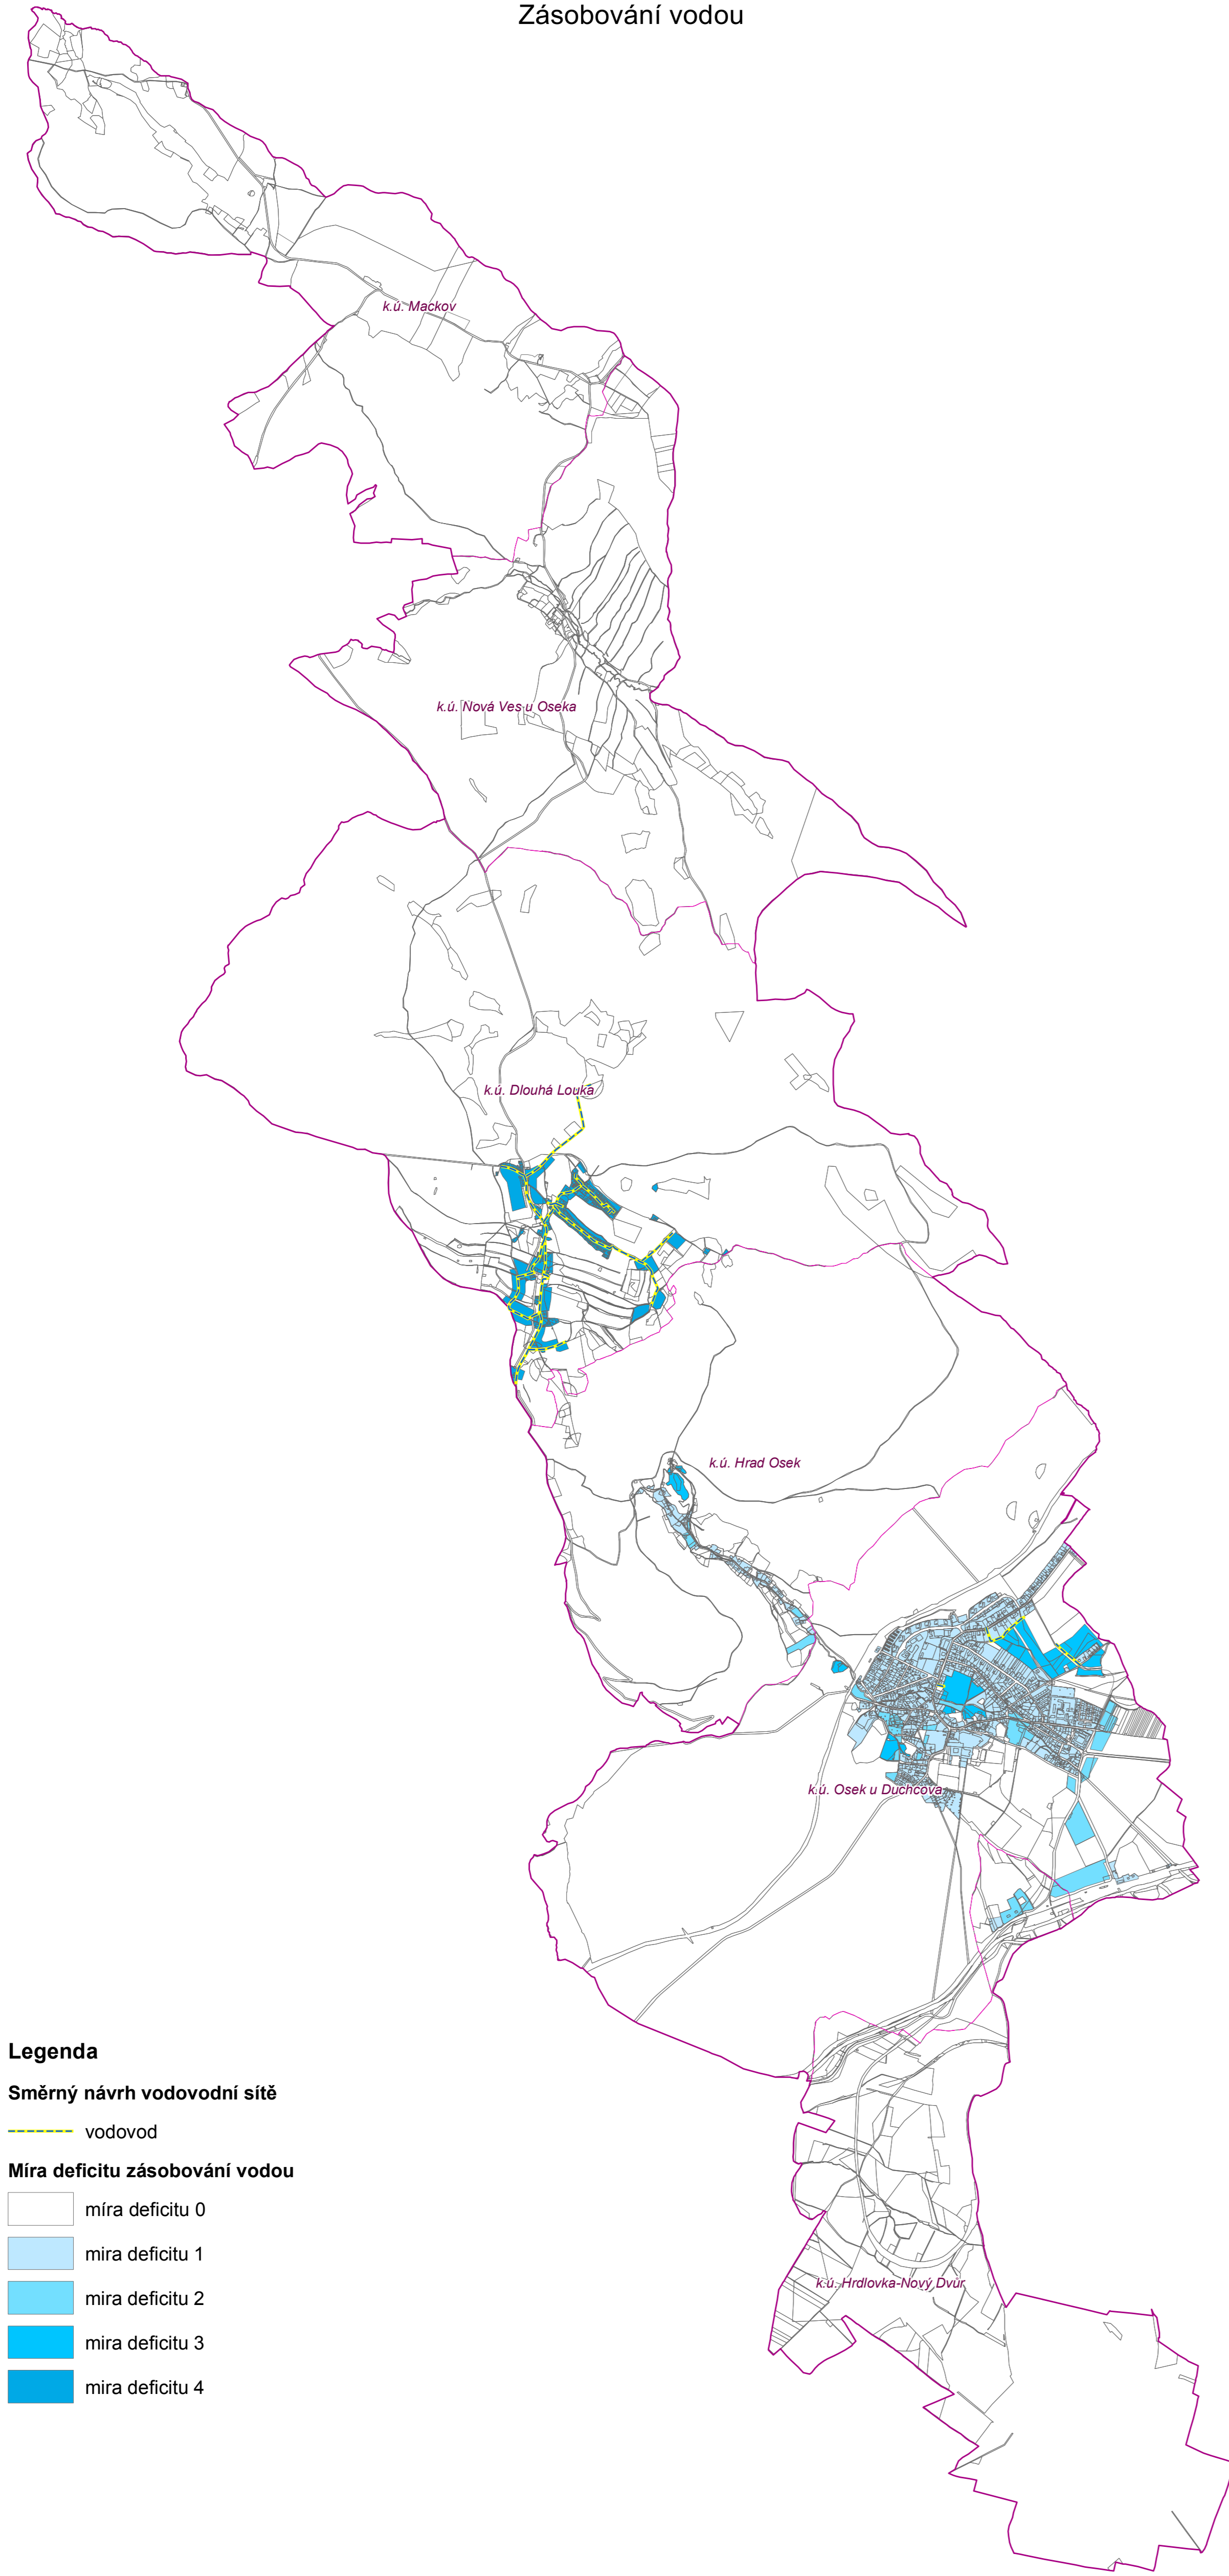 Zásobování vodou
k.ú. Mackov
k.ú. Nová Ves u Oseka
k.ú. Dlouhá Louka
k.ú. Hrad Osek
k.ú. Osek u Duchcova
k.ú. Hrdlovka-Nový Dvůr
Legenda
Směrný návrh vodovodní sítě
vodovod
Míra deficitu zásobování vodou
míra deficitu 0
mira deficitu 1
mira deficitu 2
mira deficitu 3
mira deficitu 4